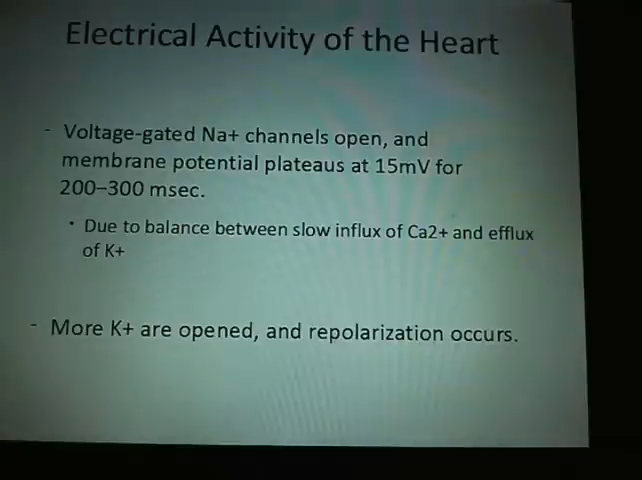 Electrical Activity of the Heart
- Voltage-gated Na+ channels open, and
membrane potential plateaus at 15mV for
200–300 msec.
• Due to balance between slow influx of Ca2+ and efflux
of K+
- More K+ are opened, and repolarization occurs.